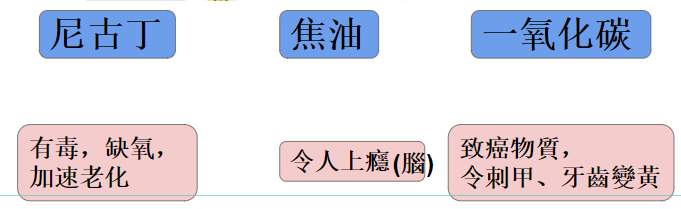 尼古丁
焦油
一氧化碳
有毒，缺氧，
加速老化
令人上癮(腦)
致癌物質，
令刺甲、牙齒變黃